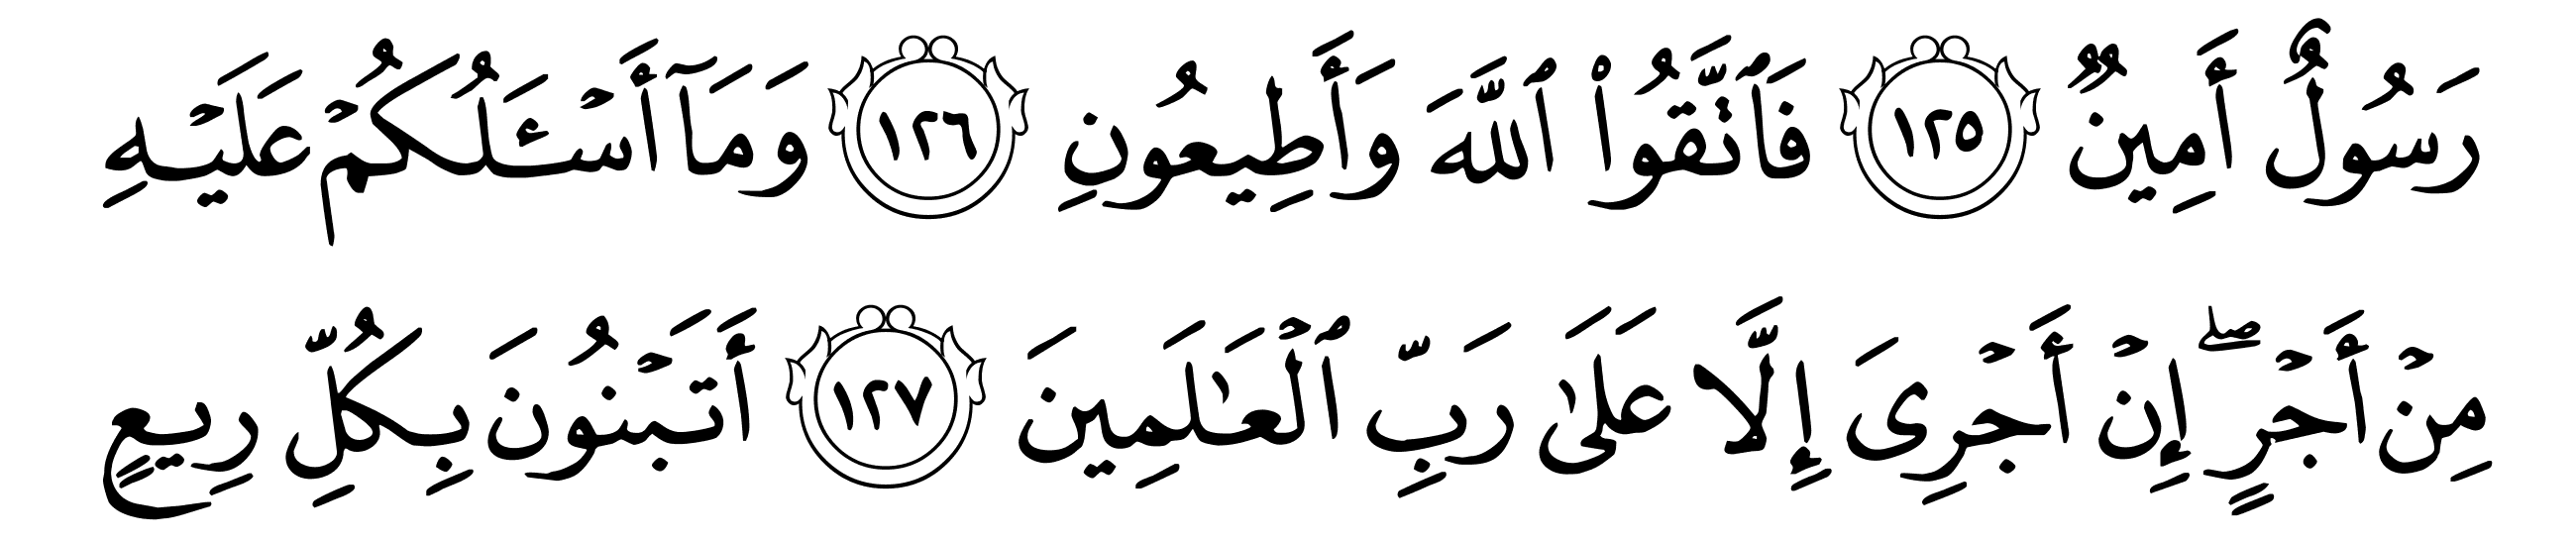 رَسُولٌ أَمِينٌ ١٢٥ فَٱتَّقُوا۟ ٱللَّهَ وَأَطِيعُونِ ١٢٦ وَمَآ أَسْـَٔلُكُمْ عَلَيْهِ
مِنْ أَجْرٍۖ إِنْ أَجْرِىَ إِلَّا عَلَىٰ رَبِّ ٱلْعَـٰلَمِينَ ١٢٧ أَتَبْنُونَ بِكُلِّ رِيعٍ